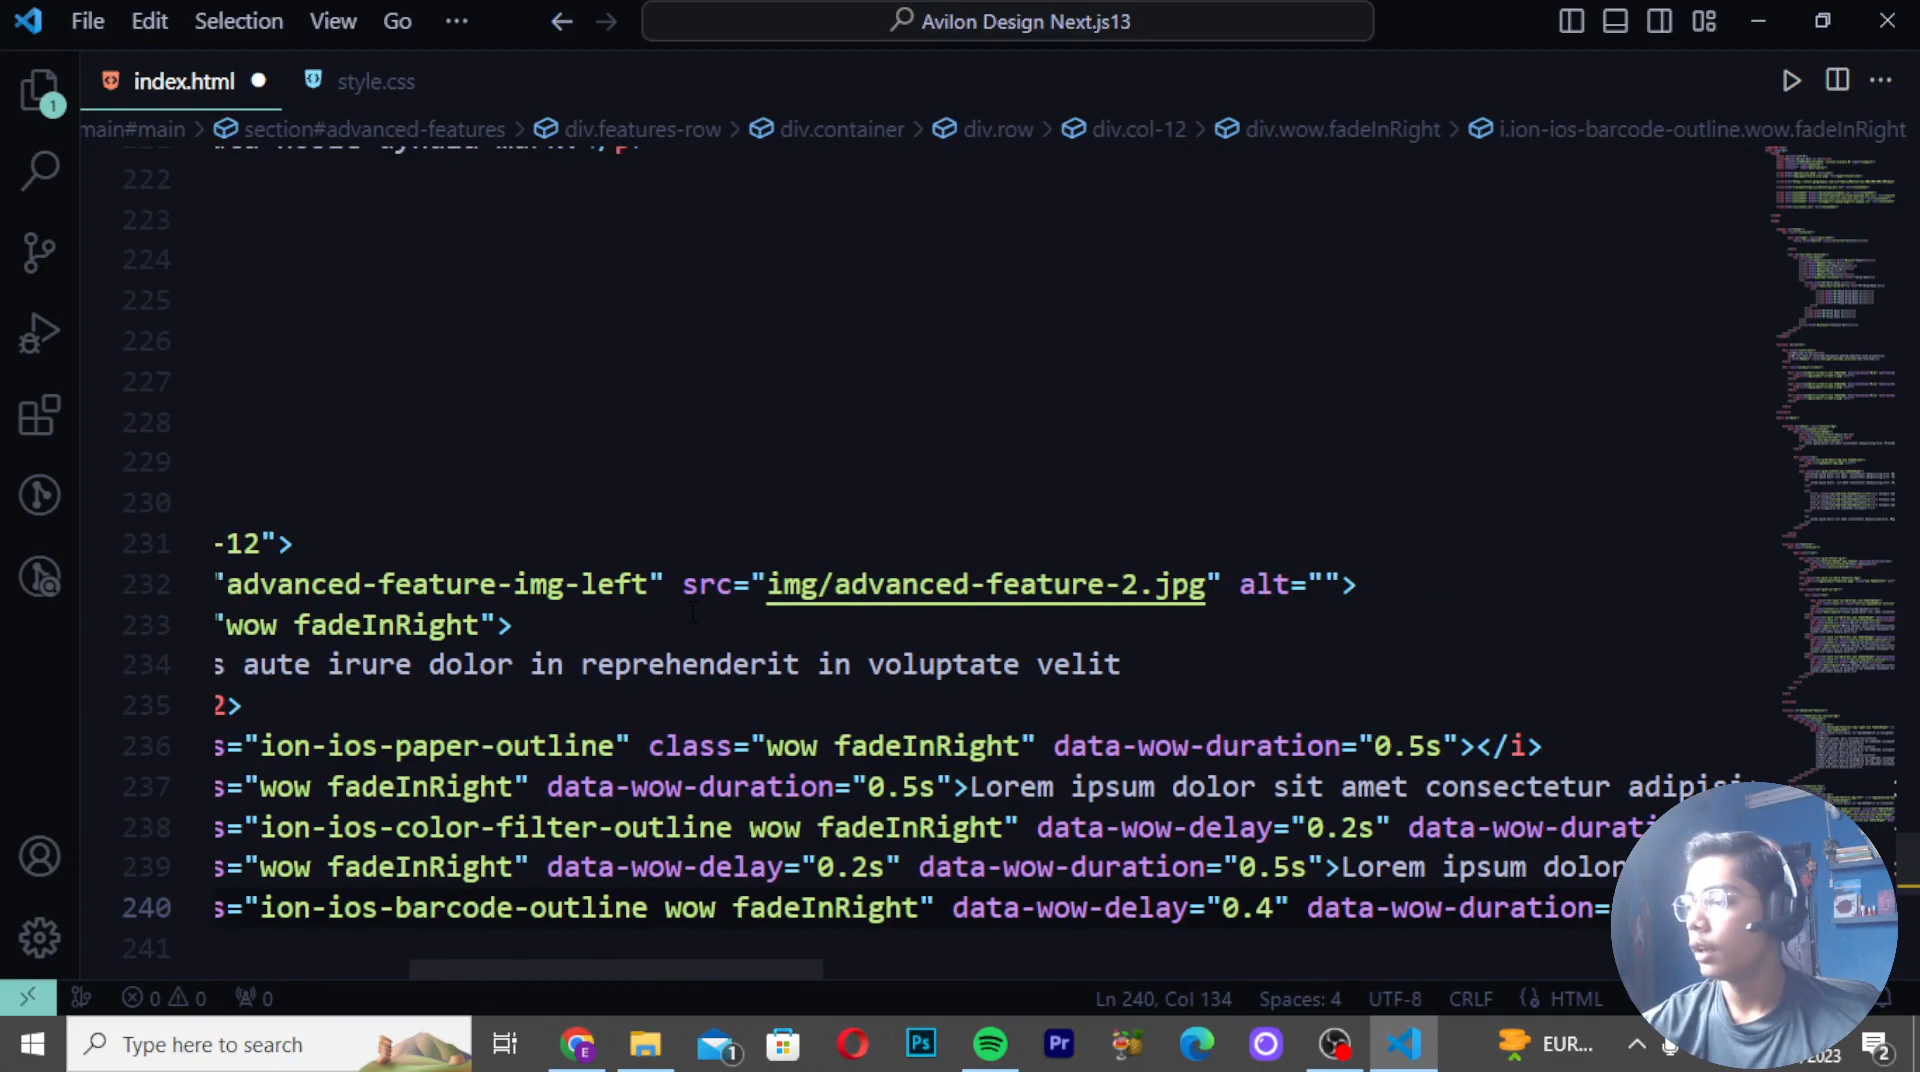 File Edit Selection View Go ··· Avilon Design Next.js13
index.html style.css
main#main > section#advanced-features > div.features-row > div.container > div.row > div.col-12 > div.wow.fadeInRight > i.ion-ios-barcode-outline.wow.fadeInRight
222
223
224
225
226
227
228
229
230
231 -12">
232 "advanced-feature-img-left" src="img/advanced-feature-2.jpg" alt="">
233 "wow fadeInRight">
234 s aute irure dolor in reprehenderit in voluptate velit
235 2>
236 s="ion-ios-paper-outline" class="wow fadeInRight" data-wow-duration="0.5s"></i>
237 s="wow fadeInRight" data-wow-duration="0.5s">Lorem ipsum dolor sit amet consectetur adipisi
238 s="ion-ios-color-filter-outline wow fadeInRight" data-wow-delay="0.2s" data-wow-durati
239 s="wow fadeInRight" data-wow-delay="0.2s" data-wow-duration="0.5s">Lorem ipsum dolor
240 s="ion-ios-barcode-outline wow fadeInRight" data-wow-delay="0.4" data-wow-duration=
241
1
0 0 0 Ln 240, Col 134 Spaces: 4 UTF-8 CRLF HTML
Type here to search E 1 Ps Pr EUR... 2023 2